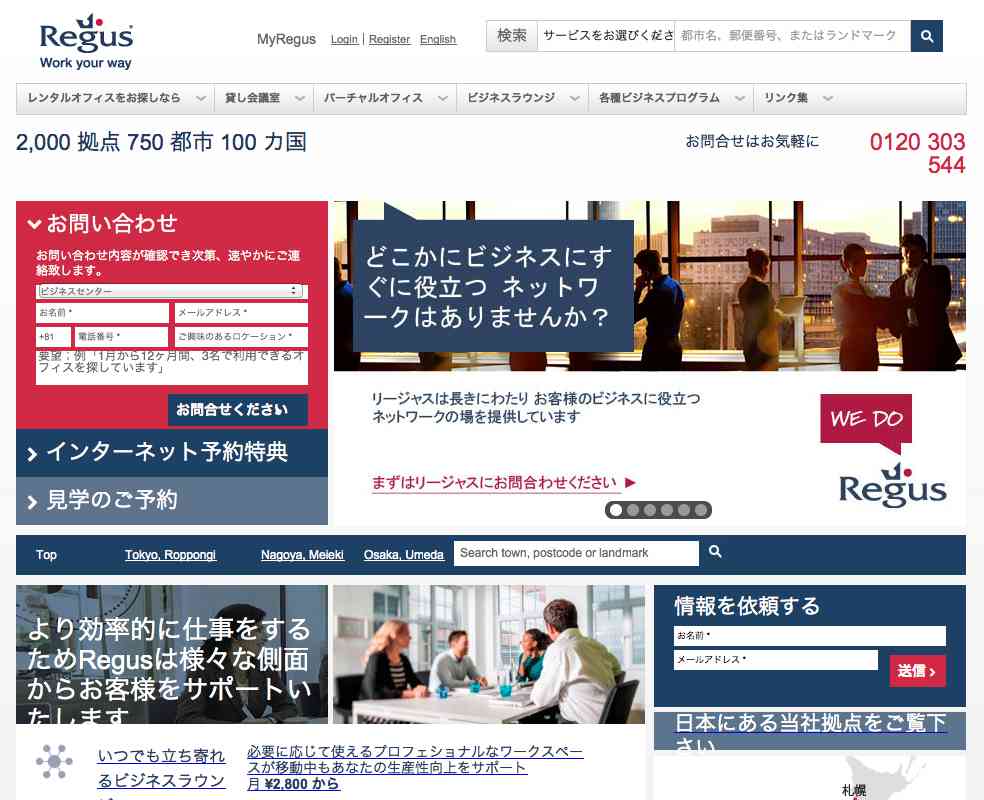 Regus
Work your way
MyRegus Login | Register English
検索 サービスをお選びくださ 都市名、郵便番号、またはランドマーク
レンタルオフィスをお探しなら 貸し会議室 バーチャルオフィス ビジネスラウンジ 各種ビジネスプログラム リンク集
2,000 拠点 750 都市 100 カ国
お問合せはお気軽に
0120 303
544
お問い合わせ
お問い合わせ内容が確認でき次第、速やかにご連
絡致します。
ビジネスセンター
お名前 * メールアドレス *
+81 電話番号 * ご興味のあるロケーション *
要望：例「1月から12ヶ月間、3名で利用できるオ
フィスを探しています」
お問合せください
インターネット予約特典
見学のご予約
どこかにビジネスにす
ぐに役立つ ネットワ
ークはありませんか？
リージャスは長きにわたり お客様のビジネスに役立つ
ネットワークの場を提供しています
WE DO
Regus
まずはリージャスにお問合わせください
Top Tokyo, Roppongi Nagoya, Meieki Osaka, Umeda Search town, postcode or landmark
より効率的に仕事をする
ためRegusは様々な側面
からお客様をサポートい
たします
情報を依頼する
お名前 *
メールアドレス *
送信
日本にある当社拠点をご覧下
さい
いつでも立ち寄れ
るビジネスラウン
必要に応じて使えるプロフェショナルなワークスペー
スが移動中もあなたの生産性向上をサポート
月 ¥2,800 から
札幌